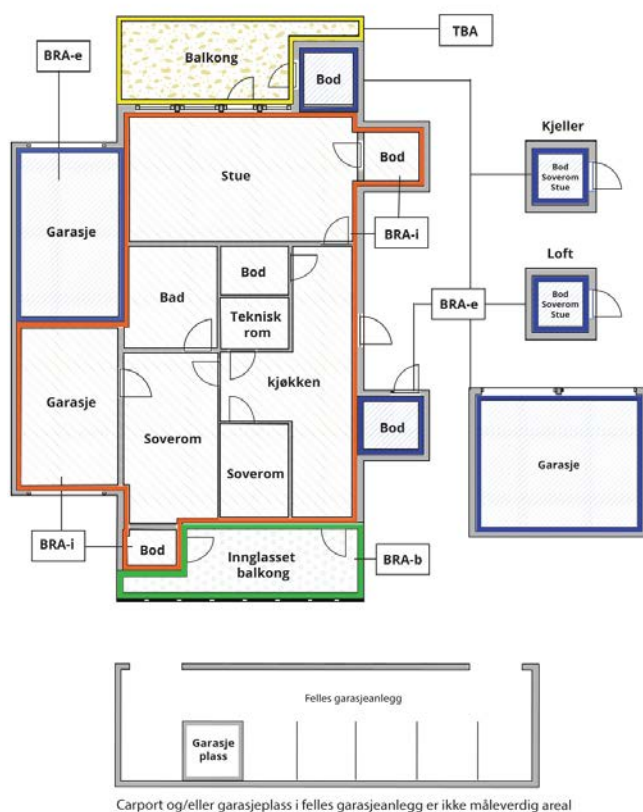 TBA
BRA-e
Balkong
Bod
Kjeller
Bod
Soverom
Stue
Stue
Bod
Garasje
BRA-i
Loft
Bod
Bad
BRA-e
Bod
Soverom
Stue
Teknisk
rom
Garasje
kjøkken
Soverom
Bod
Garasje
Soverom
BRA-i
Bod
Innglasset
balkong
BRA-b
Felles garasjeanlegg
Garasje
plass
Carport og/eller garasjeplass i felles garasjeanlegg er ikke måleverdig areal